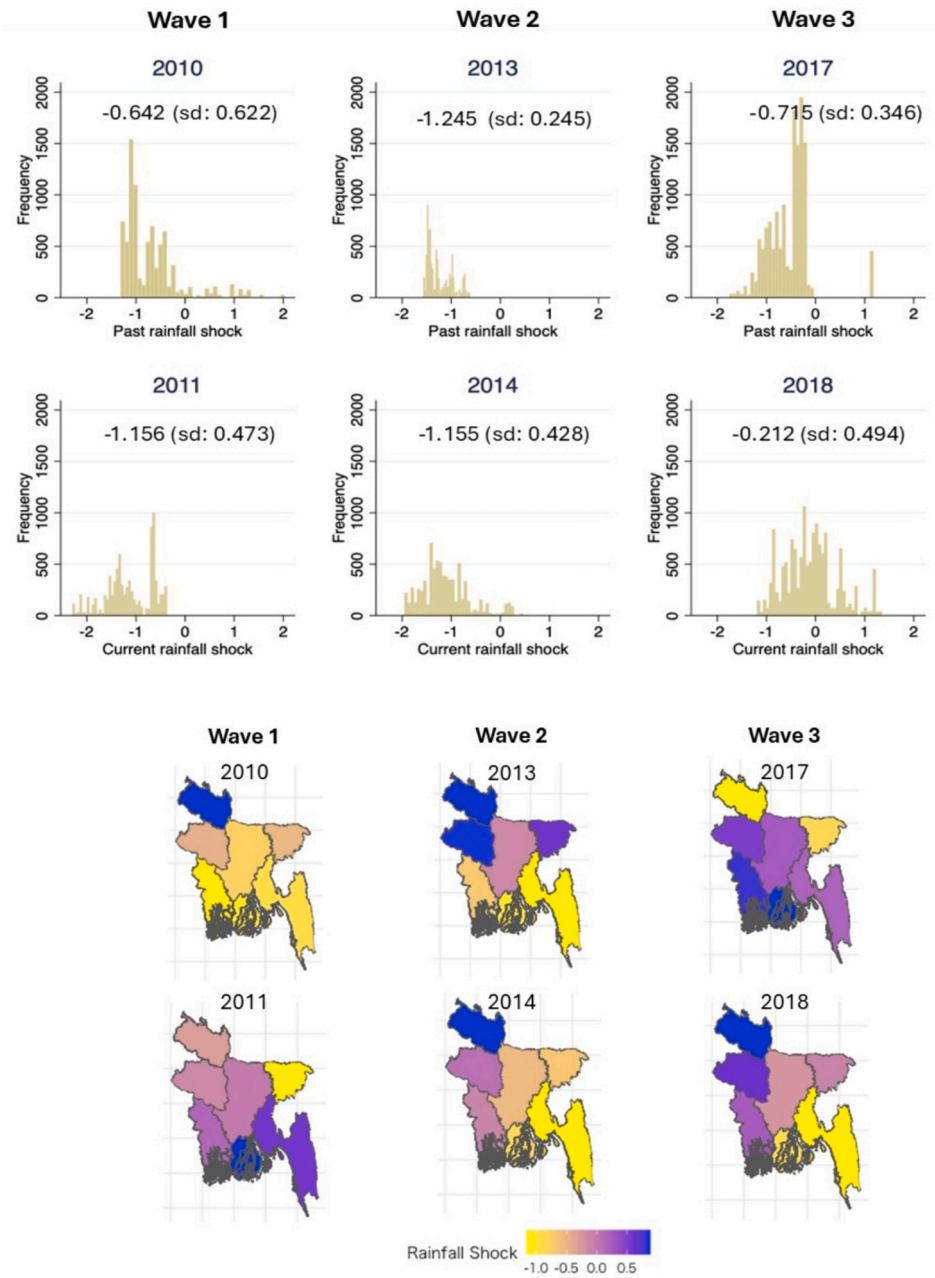 Wave 1 Wave 2 Wave 3
2010 2013 2017
-0.642 (sd: 0.622) -1.245 (sd: 0.245) -0.715 (sd: 0.346)
Frequency Frequency Frequency
2000 2000 2000
1500 1500 1500
1000 1000 1000
500 500 500
0 0 0
-2 -1 0 1 2 -2 -1 0 1 2 -2 -1 0 1 2
Past rainfall shock Past rainfall shock Past rainfall shock
2011 2014 2018
-1.156 (sd: 0.473) -1.155 (sd: 0.428) -0.212 (sd: 0.494)
Frequency Frequency Frequency
2000 2000 2000
1500 1500 1500
1000 1000 1000
500 500 500
0 0 0
-2 -1 0 1 2 -2 -1 0 1 2 -2 -1 0 1 2
Current rainfall shock Current rainfall shock Current rainfall shock
Wave 1 Wave 2 Wave 3
2010 2013 2017
2011 2014 2018
Rainfall Shock
-1.0 -0.5 0.0 0.5